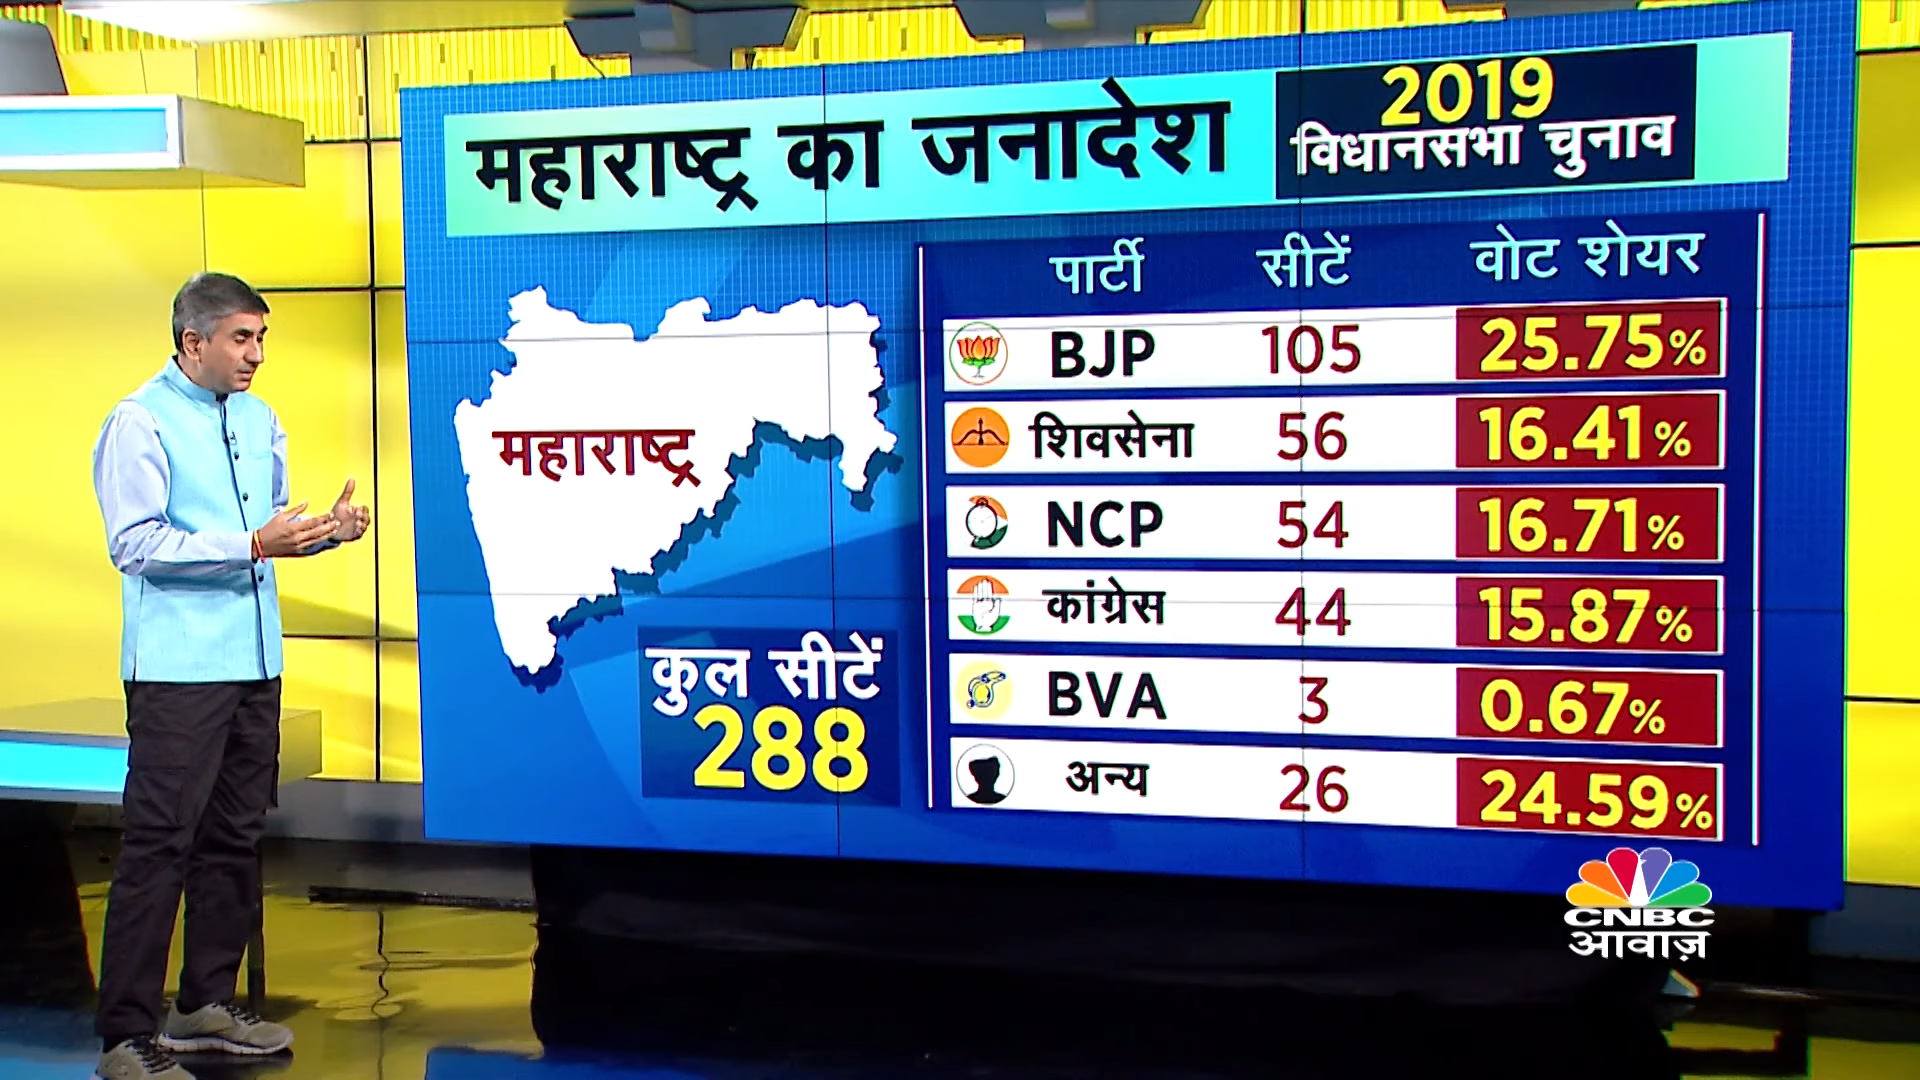 महाराष्ट्र का जनादेश
2019
विधानसभा चुनाव
पार्टी सीटें वोट शेयर
BJP 105 25.75%
शिवसेना 56 16.41%
NCP 54 16.71%
कांग्रेस 44 15.87%
BVA 3 0.67%
अन्य 26 24.59%
महाराष्ट्र
कुल सीटें
288
CNBC
आवाज़